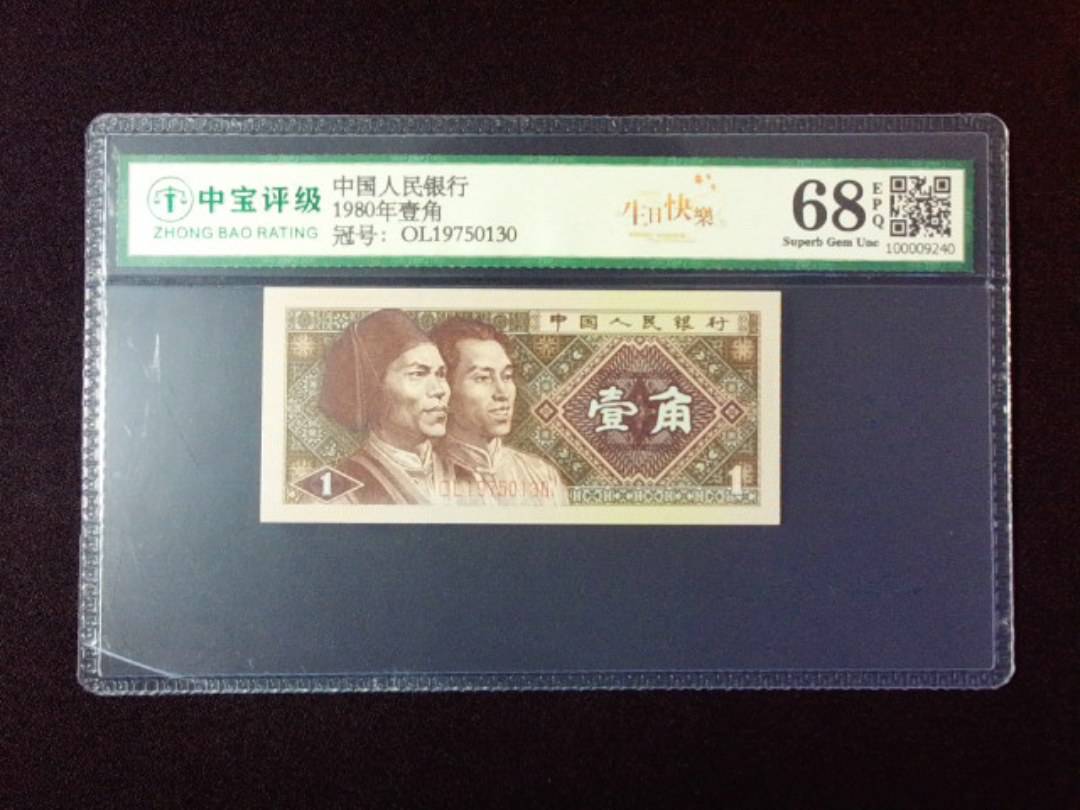 中宝评级
ZHONG BAO RATING
中国人民银行
1980年壹角
冠号: OL19750130
生日快樂
68
EPQ
Superb Gem Unc
100009240
中国人民银行
壹角
1
OL1975013
1